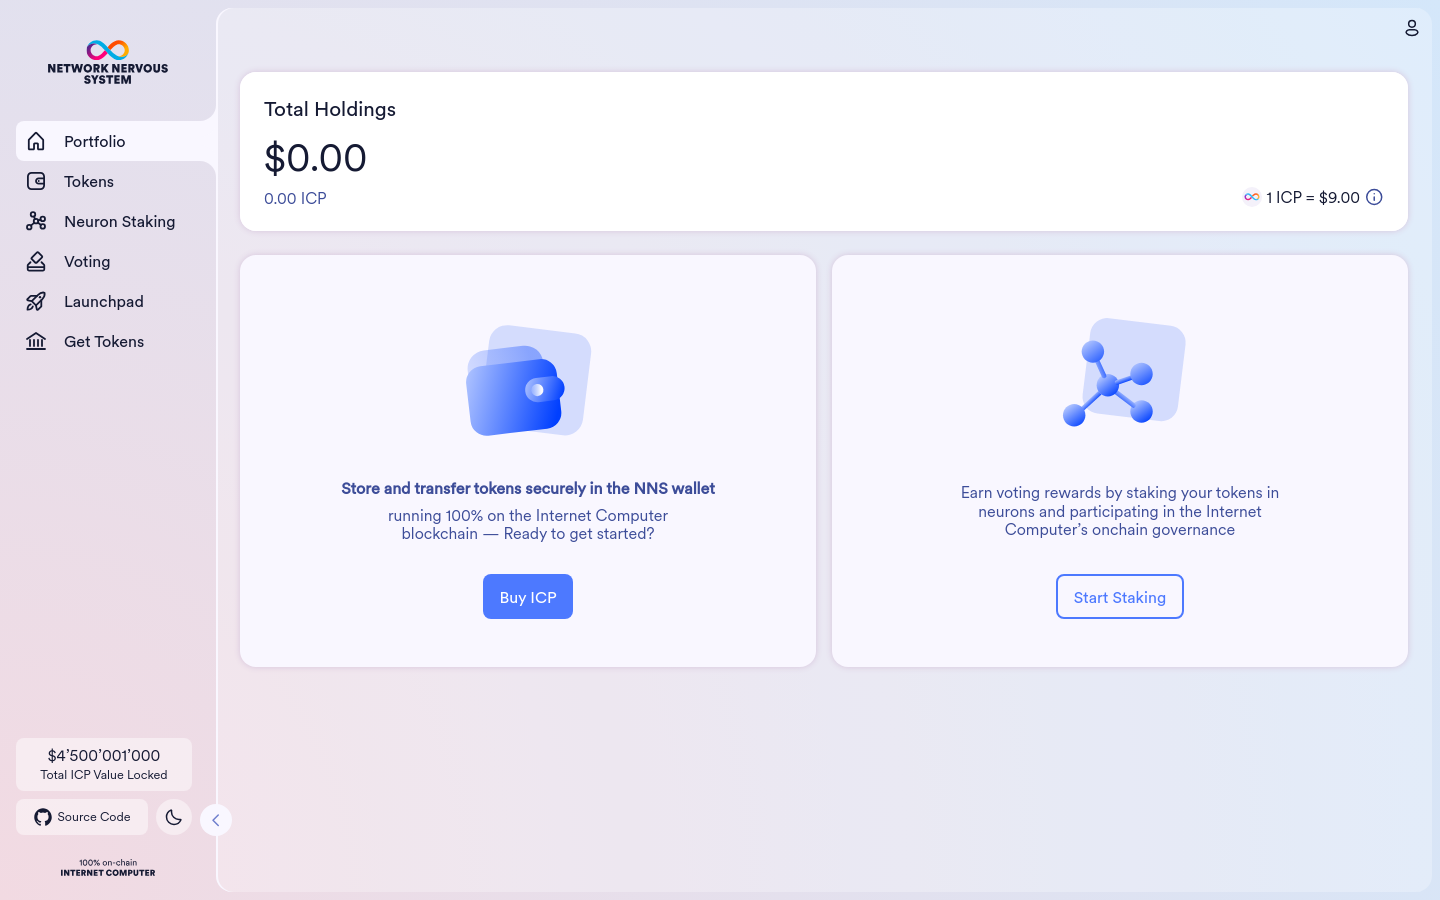 NETWORK NERVOUS
SYSTEM
Portfolio
Tokens
Neuron Staking
Voting
Launchpad
Get Tokens
$4’500’001’000
Total ICP Value Locked
Source Code
100% on-chain
INTERNET COMPUTER
Total Holdings
$0.00
0.00 ICP
1 ICP = $9.00
Store and transfer tokens securely in the NNS wallet
running 100% on the Internet Computer
blockchain — Ready to get started?
Buy ICP
Earn voting rewards by staking your tokens in
neurons and participating in the Internet
Computer’s onchain governance
Start Staking